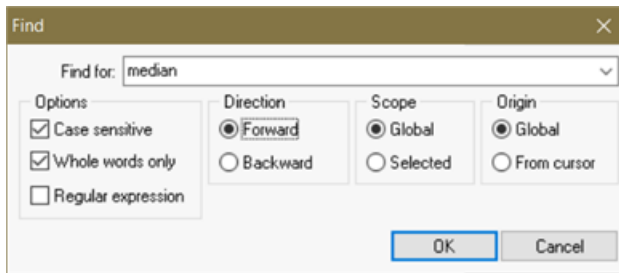 Find
Find for: median
Options
Case sensitive
Whole words only
Regular expression
Direction
Forward
Backward
Scope
Global
Selected
Origin
Global
From cursor
OK
Cancel